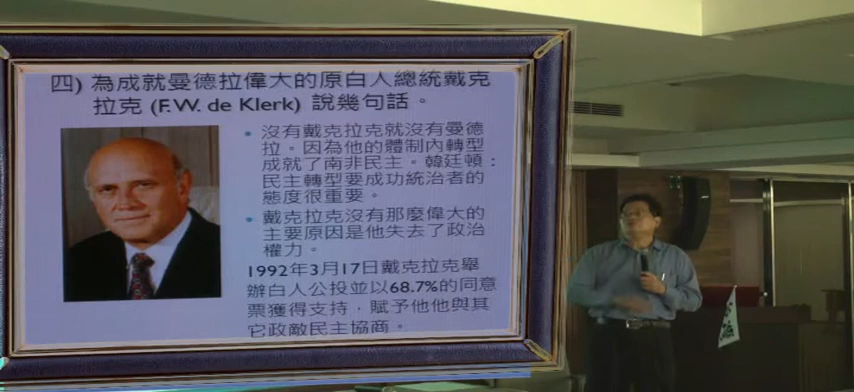 四) 為成就曼德拉偉大的原白人總統戴克
拉克 (F.W. de Klerk) 說幾句話。
• 沒有戴克拉克就沒有曼德
拉。因為他的體制內轉型
成就了南非民主。韓廷頓：
民主轉型要成功統治者的
態度很重要。
• 戴克拉克沒有那麼偉大的
主要原因是他失去了政治
權力。
1992年3月17日戴克拉克舉
辦白人公投並以68.7%的同意
票獲得支持，賦予他他與其
它政敵民主協商。